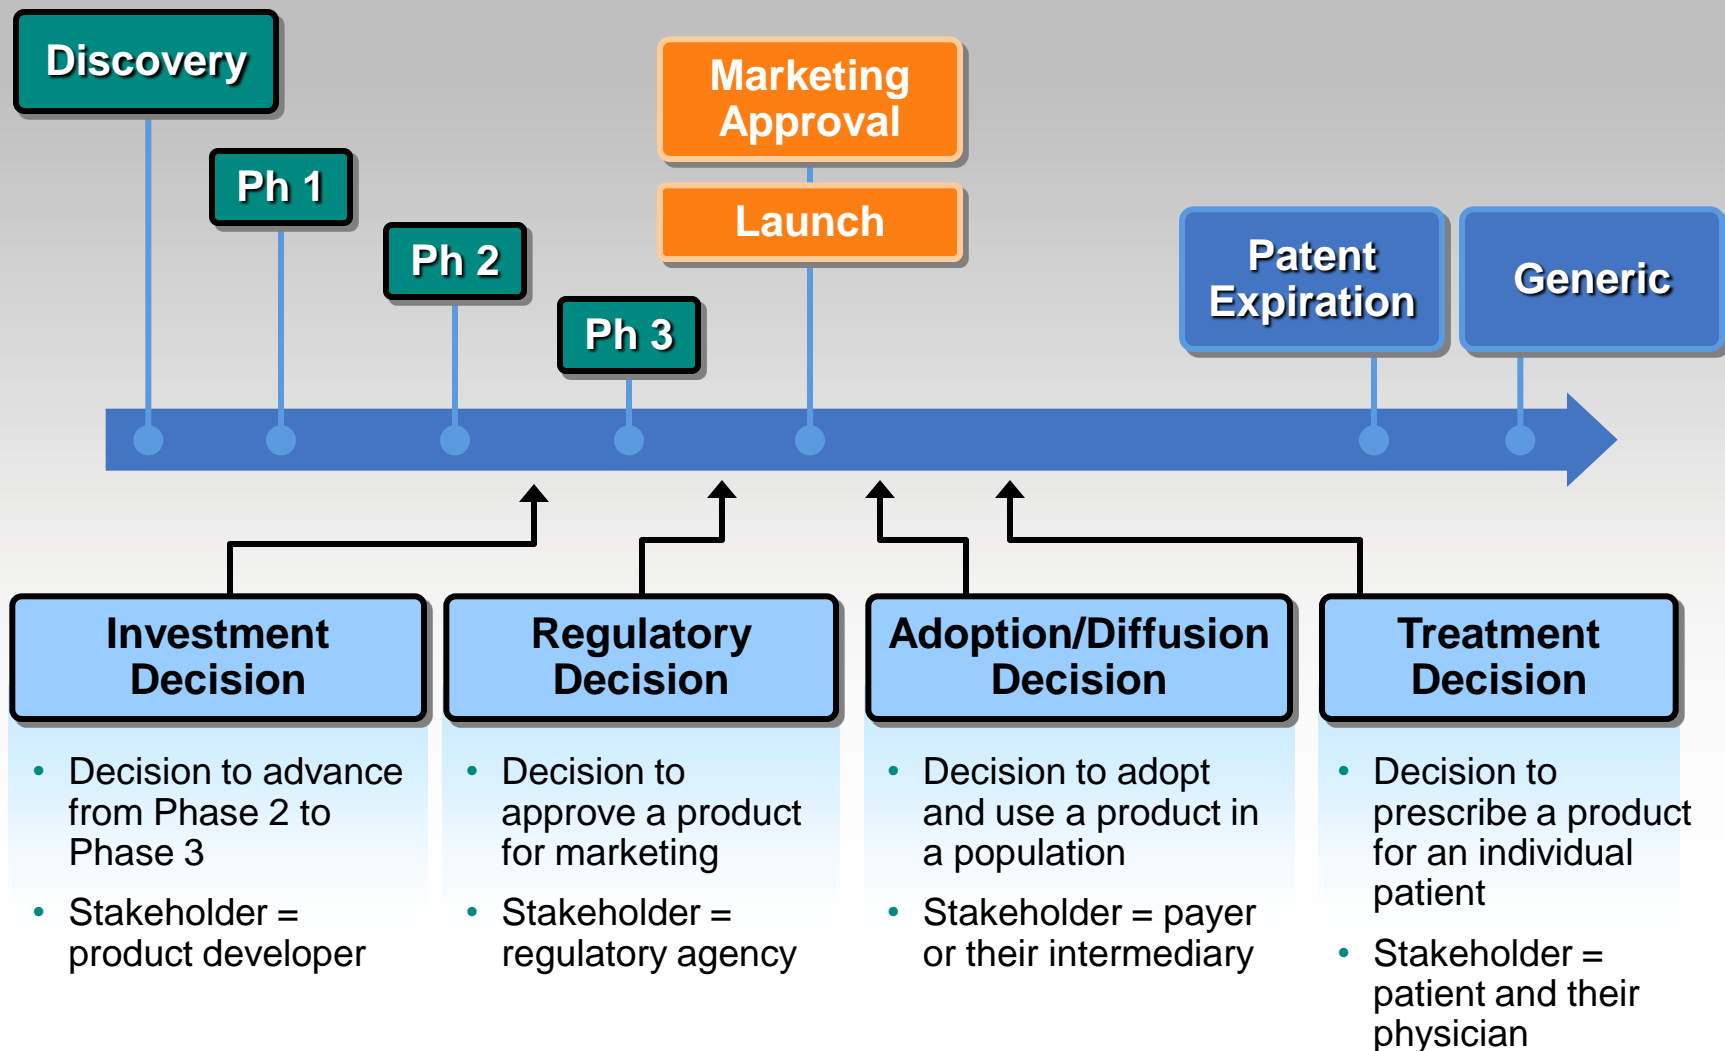 Discovery
Ph 1
Ph 2
Ph 3
Marketing
Approval
Launch
Patent
Expiration
Generic
Investment
Decision
• Decision to advance
from Phase 2 to
Phase 3
• Stakeholder =
product developer
Regulatory
Decision
• Decision to
approve a product
for marketing
• Stakeholder =
regulatory agency
Adoption/Diffusion
Decision
• Decision to adopt
and use a product in
a population
• Stakeholder = payer
or their intermediary
Treatment
Decision
• Decision to
prescribe a product
for an individual
patient
• Stakeholder =
patient and their
physician